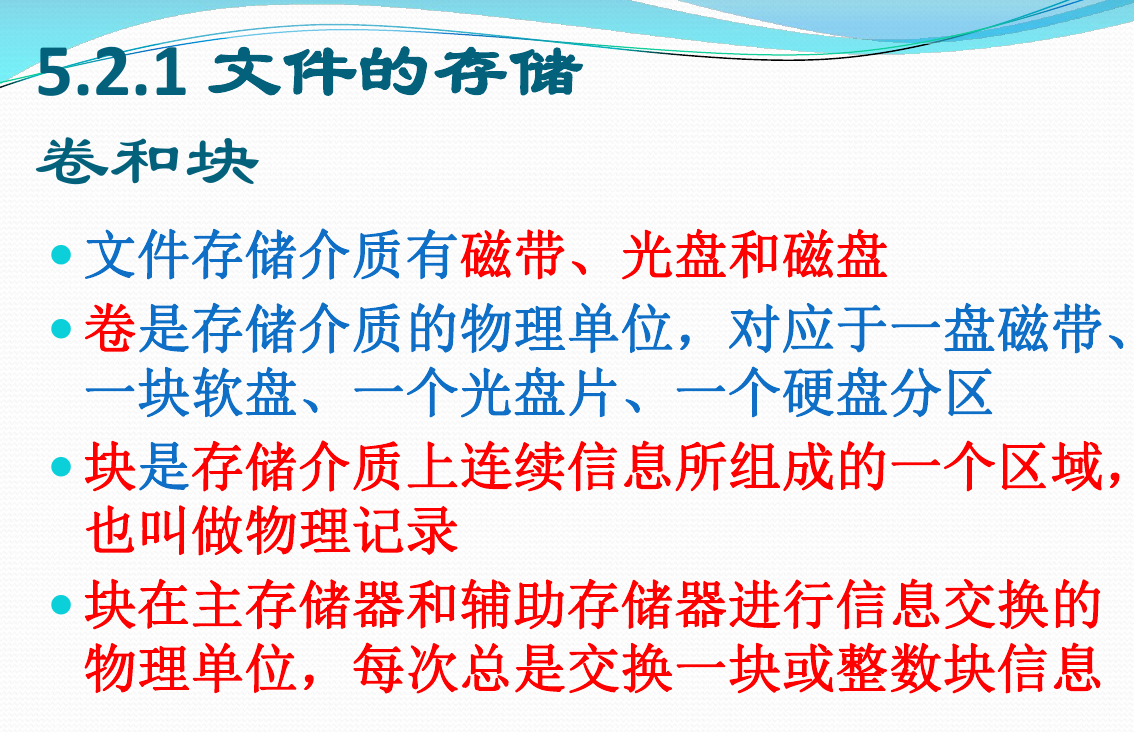 5.2.1 文件的存储
卷和块
• 文件存储介质有磁带、光盘和磁盘
• 卷是存储介质的物理单位，对应于一盘磁带、
一块软盘、一个光盘片、一个硬盘分区
• 块是存储介质上连续信息所组成的一个区域，
也叫做物理记录
• 块在主存储器和辅助存储器进行信息交换的
物理单位，每次总是交换一块或整数块信息